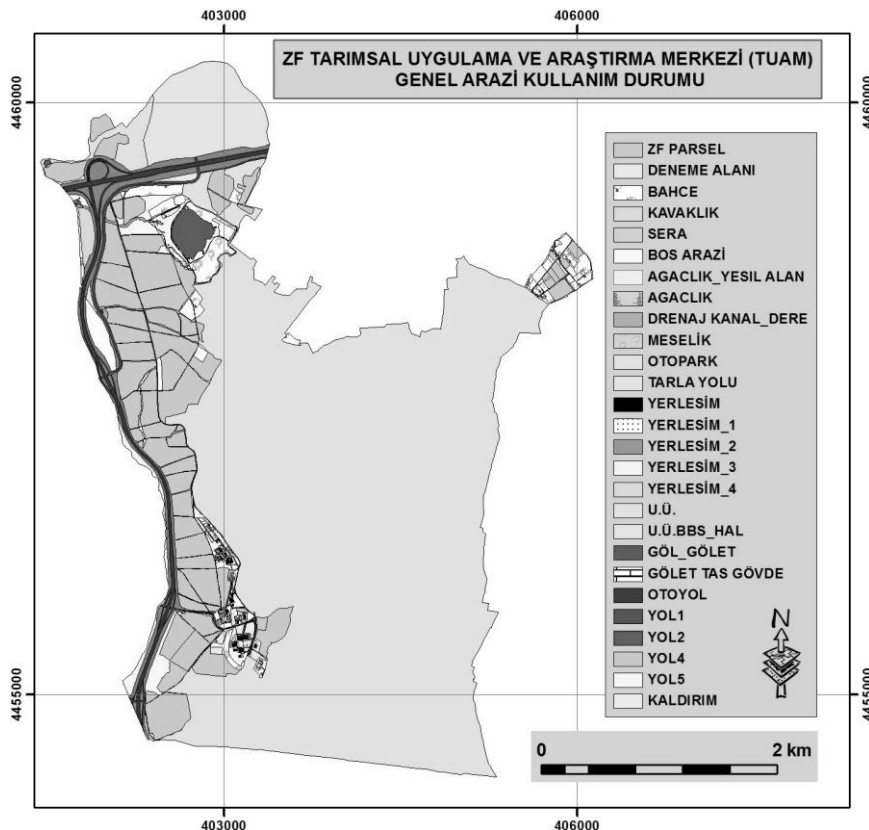 403000
406000
ZF TARIMSAL UYGULAMA VE ARAŞTIRMA MERKEZİ (TUAM)
GENEL ARAZİ KULLANIM DURUMU
4460000
4460000
ZF PARSEL
DENEME ALANI
BAHCE
KAVAKLIK
SERA
BOS ARAZİ
AGACLIK_YESIL ALAN
AGACLIK
DRENAJ KANAL_DERE
MESELİK
OTOPARK
TARLA YOLU
YERLESİM
YERLESİM_1
YERLESİM_2
YERLESİM_3
YERLESİM_4
U.Ü.
U.Ü.BBS_HAL
GÖL_GÖLET
GÖLET TAS GÖVDE
OTOYOL
YOL1
YOL2
YOL4
YOL5
KALDIRIM
N
4455000
4455000
0 2 km
403000
406000